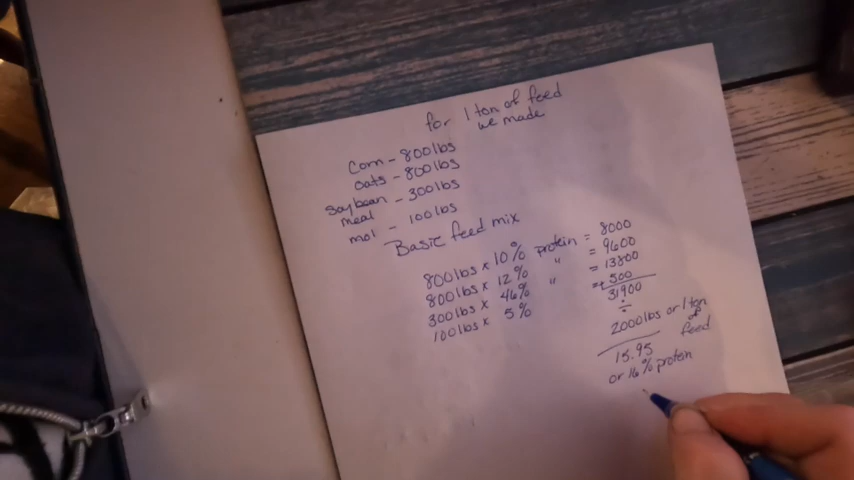 for 1 ton of feed
we made
Corn - 800lbs
oats - 800lbs
soybean
meal - 300lbs
mol - 100lbs
Basic feed mix
800lbs x 10% protein = 8000
800lbs x 12% " = 9600
300lbs x 46% " = 13800
100lbs x 5% = + 500
31900
÷
2000lbs or 1 ton
of
feed
15.95
or 16% protein